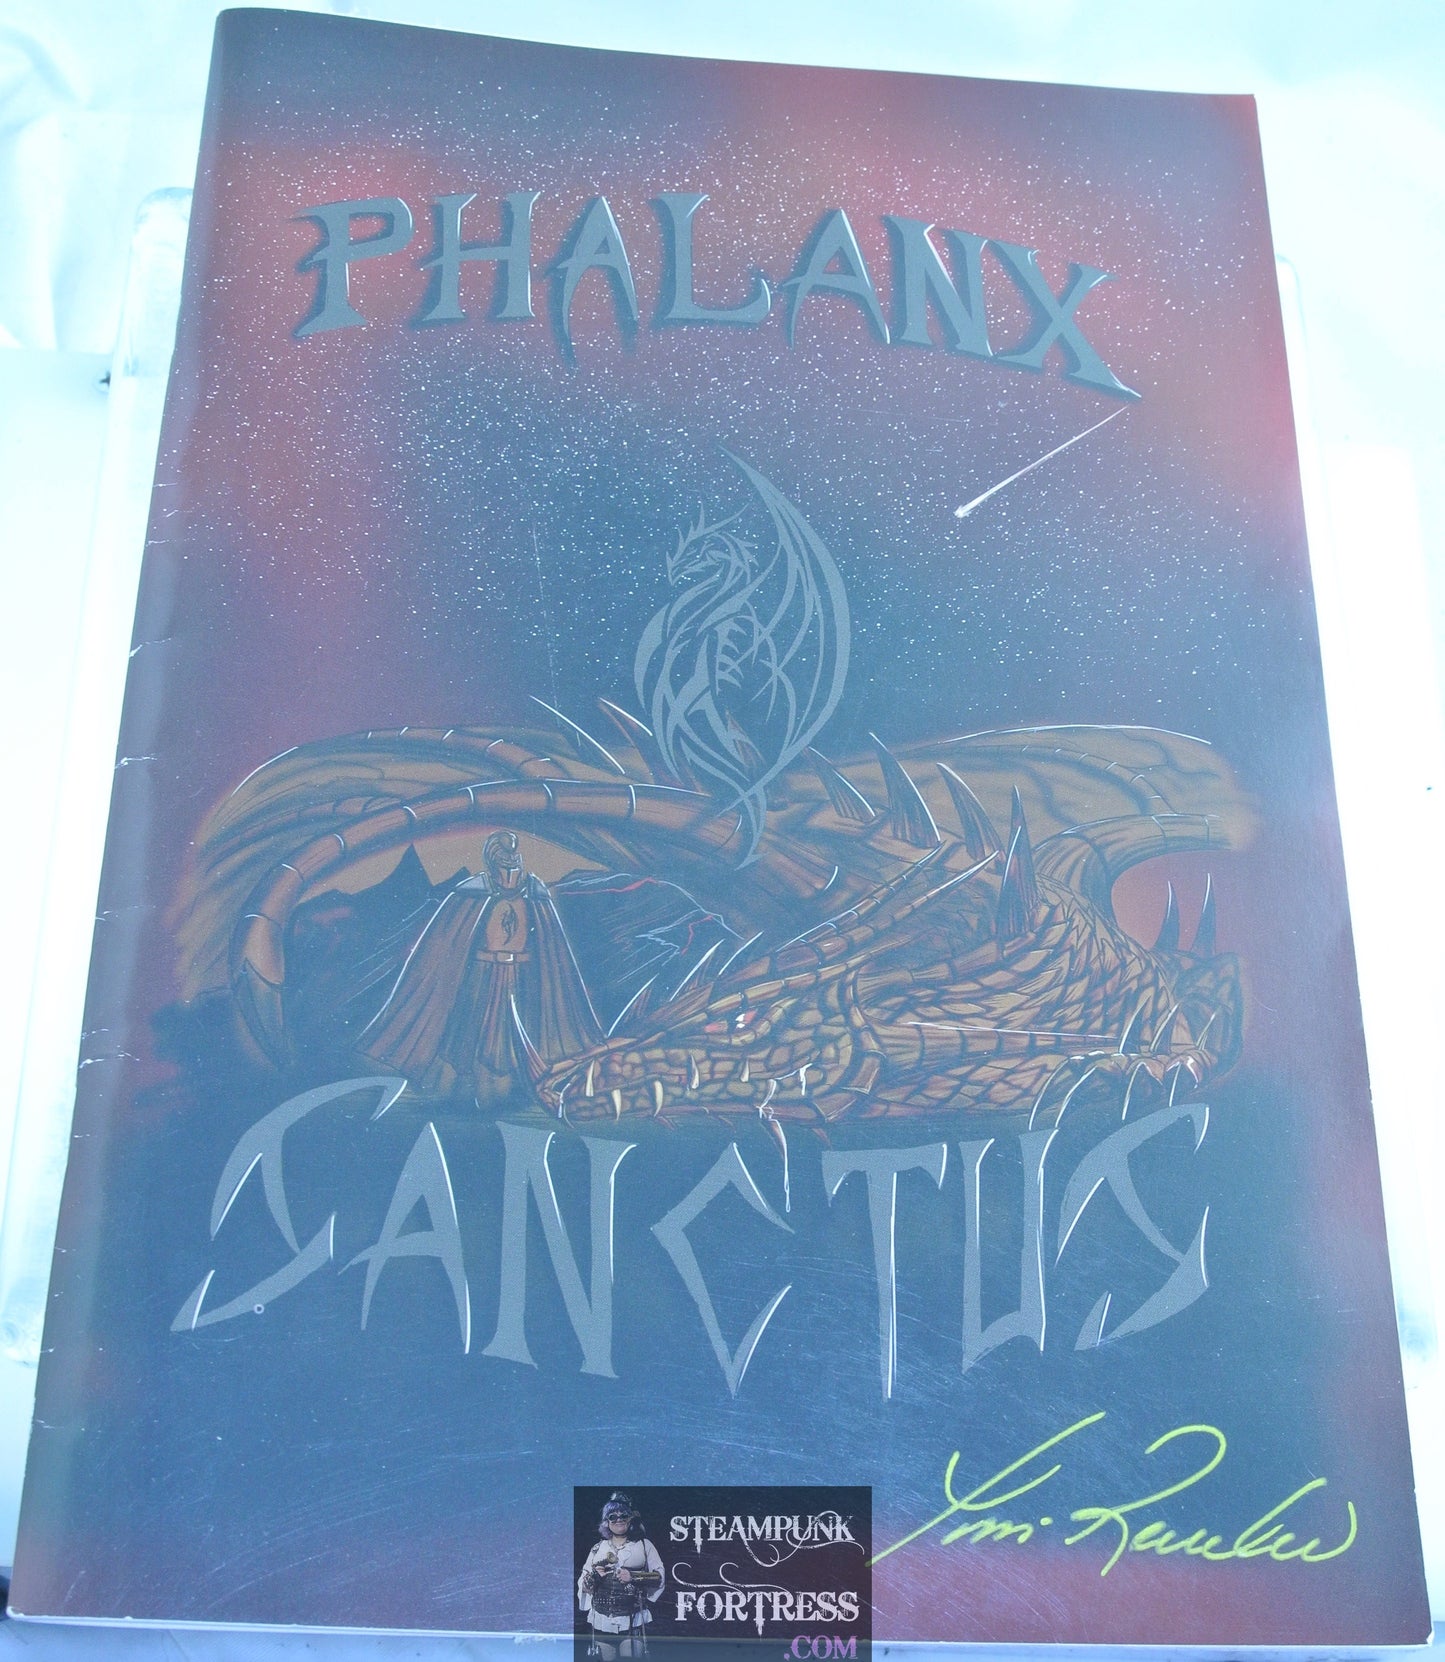 PHALANX
SANCTUS
STEAMPUNK
FORTRESS
.COM